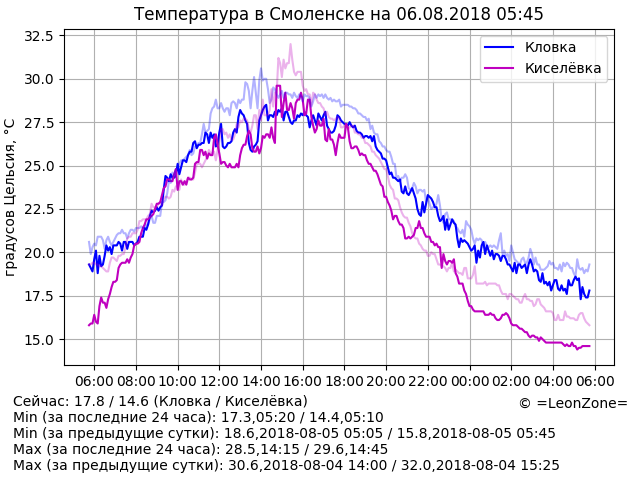 Температура в Смоленске на 06.08.2018 05:45
градусов Цельсия, °C
32.5
30.0
27.5
25.0
22.5
20.0
17.5
15.0
Кловка
Киселёвка
06:00 08:00 10:00 12:00 14:00 16:00 18:00 20:00 22:00 00:00 02:00 04:00 06:00
Сейчас: 17.8 / 14.6 (Кловка / Киселёвка)
© =LeonZone=
Min (за последние 24 часа): 17.3,05:20 / 14.4,05:10
Min (за предыдущие сутки): 18.6,2018-08-05 05:05 / 15.8,2018-08-05 05:45
Max (за последние 24 часа): 28.5,14:15 / 29.6,14:45
Max (за предыдущие сутки): 30.6,2018-08-04 14:00 / 32.0,2018-08-04 15:25